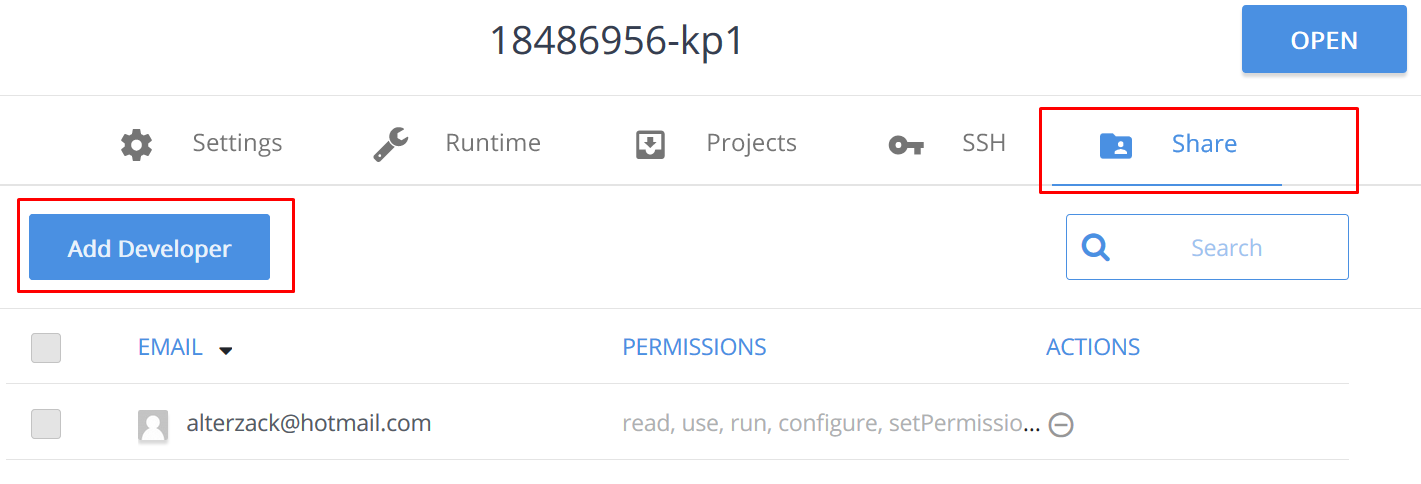 18486956-kp1
OPEN
Settings
Runtime
Projects
SSH
Share
Add Developer
Search
EMAIL
PERMISSIONS
ACTIONS
alterzack@hotmail.com
read, use, run, configure, setPermissio...